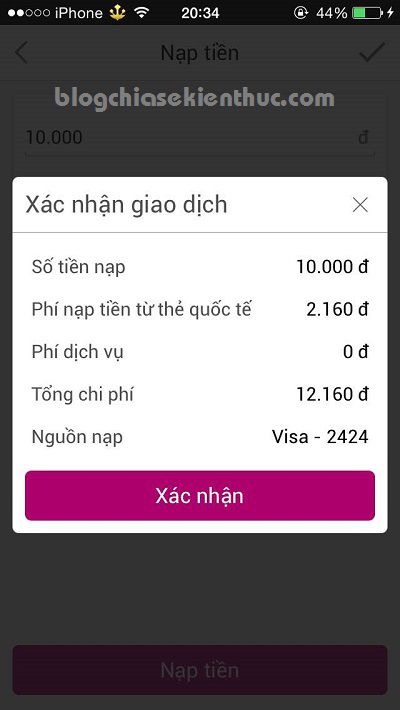 iPhone 20:34 44%
Nạp tiền
blogchiasekienthuc.com
10.000 đ
Xác nhận giao dịch
Số tiền nạp 10.000 đ
Phí nạp tiền từ thẻ quốc tế 2.160 đ
Phí dịch vụ 0 đ
Tổng chi phí 12.160 đ
Nguồn nạp Visa - 2424
Xác nhận
Nạp tiền